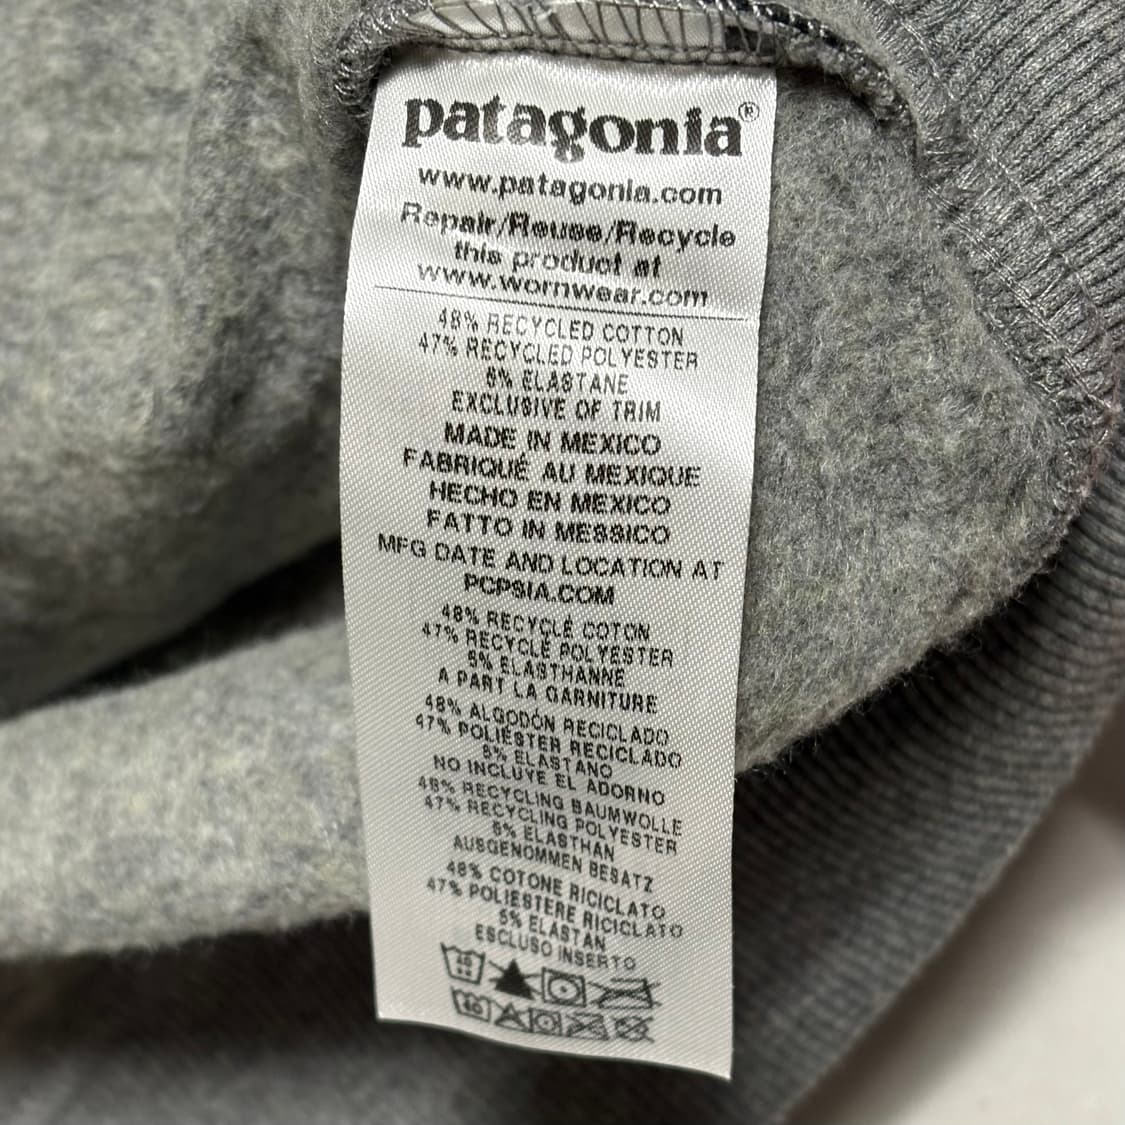 patagonia®
www.patagonia.com
Repair/Reuse/Recycle
this product at
www.wornwear.com
48% RECYCLED COTTON
47% RECYCLED POLYESTER
5% ELASTANE
EXCLUSIVE OF TRIM
MADE IN MEXICO
FABRIQUÉ AU MEXIQUE
HECHO EN MEXICO
FATTO IN MESSICO
MFG DATE AND LOCATION AT
PCPSIA.COM
48% RECYCLÉ COTON
47% RECYCLÉ POLYESTER
5% ELASTHANNE
A PART LA GARNITURE
48% ALGODÓN RECICLADO
47% POLIÉSTER RECICLADO
5% ELASTANO
NO INCLUYE EL ADORNO
48% RECYCLING BAUMWOLLE
47% RECYCLING POLYESTER
5% ELASTHAN
AUSGENOMMEN BESATZ
48% COTONE RICICLATO
47% POLIESTERE RICICLATO
5% ELASTAN
ESCLUSO INSERTO